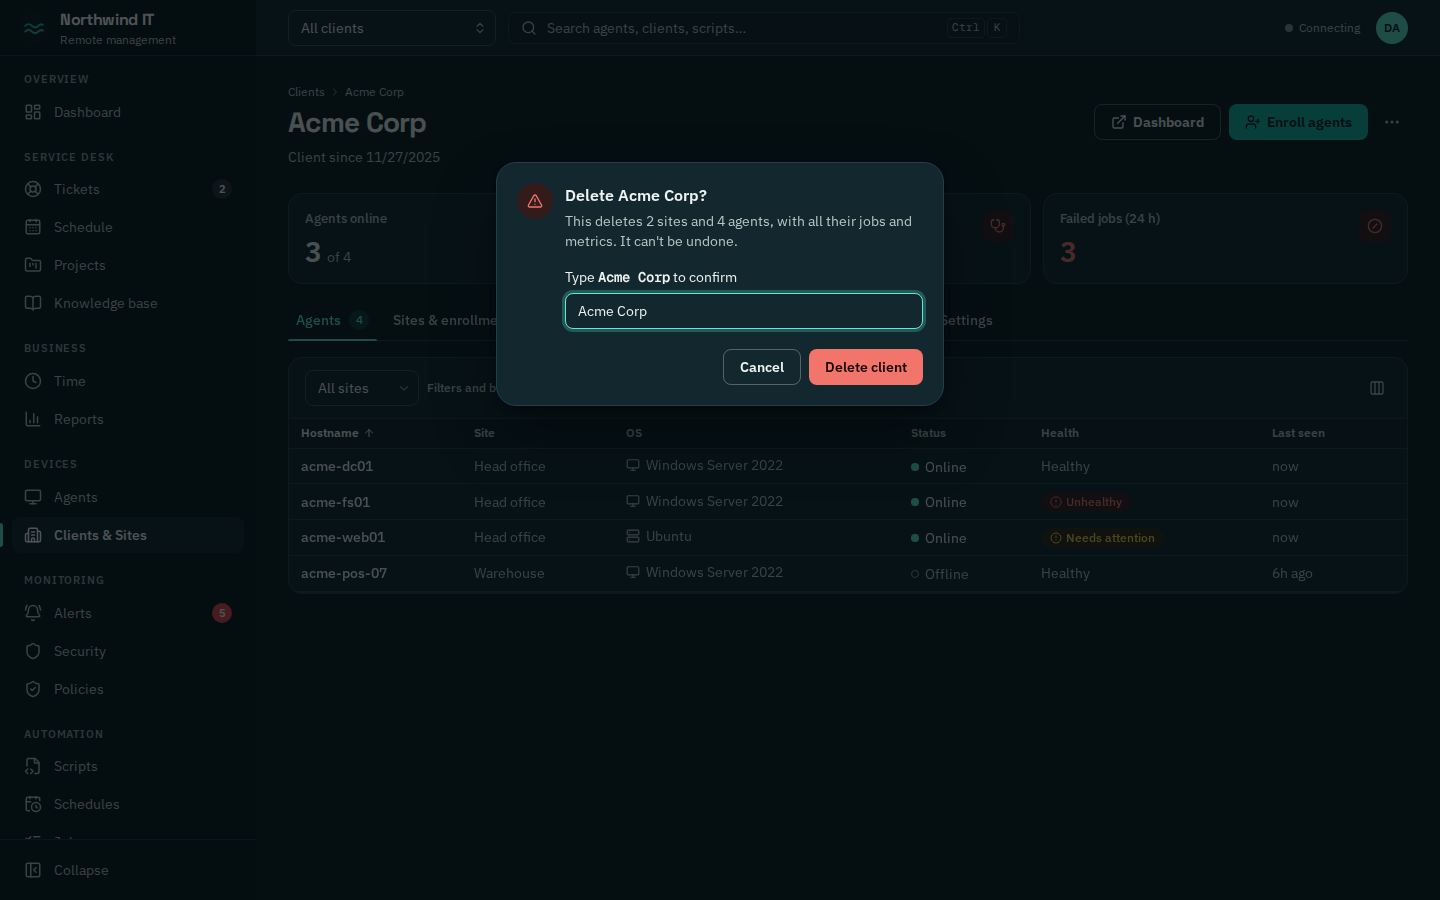 Northwind IT
Remote management
All clients
Search agents, clients, scripts...
Ctrl K
Connecting
DA
OVERVIEW
Dashboard
SERVICE DESK
Tickets 2
Schedule
Projects
Knowledge base
BUSINESS
Time
Reports
DEVICES
Agents
Clients & Sites
MONITORING
Alerts 5
Security
Policies
AUTOMATION
Scripts
Schedules
Collapse
Clients > Acme Corp
Acme Corp
Client since 11/27/2025
Dashboard
Enroll agents
Agents online
3 of 4
Failed jobs (24 h)
3
Agents 4
Sites & enrollme
Settings
All sites
Filters and b
Hostname Site OS Status Health Last seen
acme-dc01 Head office Windows Server 2022 Online Healthy now
acme-fs01 Head office Windows Server 2022 Online Unhealthy now
acme-web01 Head office Ubuntu Online Needs attention now
acme-pos-07 Warehouse Windows Server 2022 Offline Healthy 6h ago
Delete Acme Corp?
This deletes 2 sites and 4 agents, with all their jobs and
metrics. It can't be undone.
Type Acme Corp to confirm
Acme Corp
Cancel
Delete client